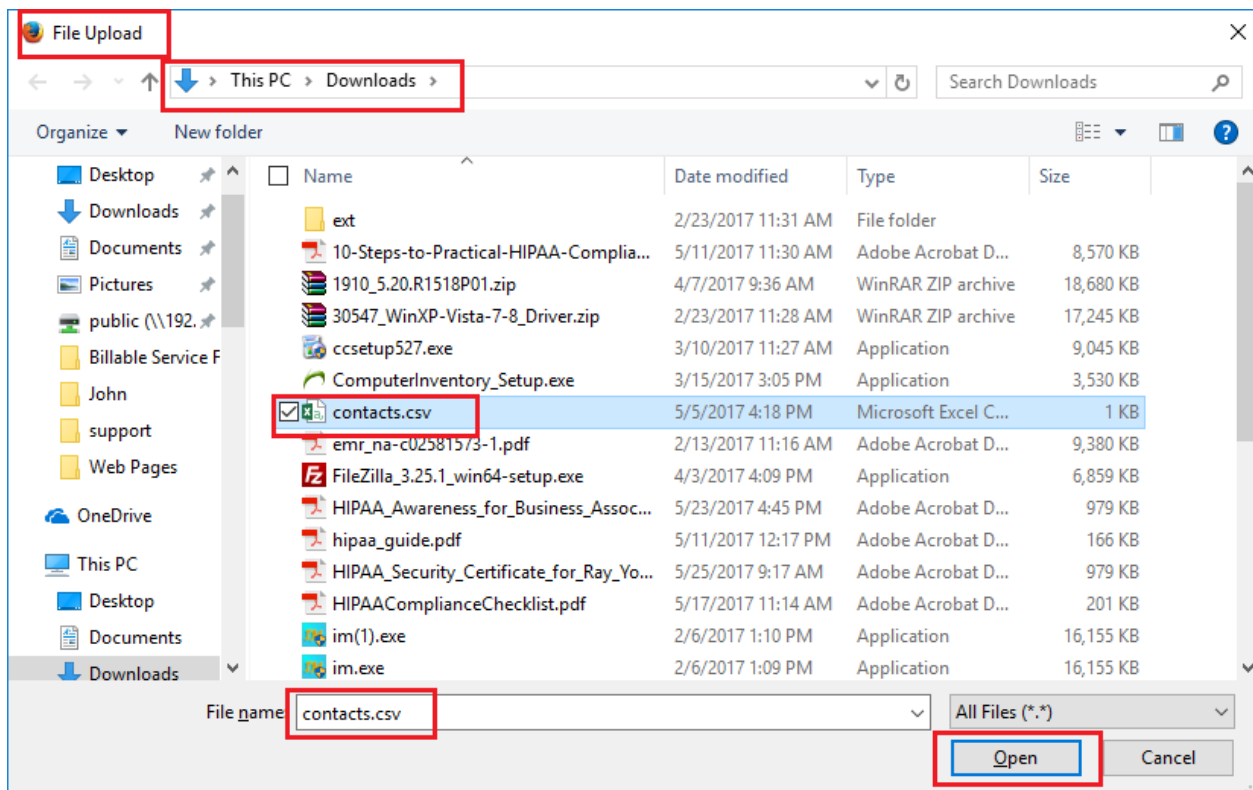 File Upload
This PC > Downloads >
Search Downloads
Organize
New folder
Name Date modified Type Size
Desktop
Downloads
Documents
Pictures
public (\\192.
Billable Service F
John
support
Web Pages
OneDrive
This PC
Desktop
Documents
Downloads
ext 2/23/2017 11:31 AM File folder
10-Steps-to-Practical-HIPAA-Complia... 5/11/2017 11:30 AM Adobe Acrobat D... 8,570 KB
1910_5.20.R1518P01.zip 4/7/2017 9:36 AM WinRAR ZIP archive 18,680 KB
30547_WinXP-Vista-7-8_Driver.zip 2/23/2017 11:28 AM WinRAR ZIP archive 17,245 KB
ccsetup527.exe 3/10/2017 11:27 AM Application 9,045 KB
ComputerInventory_Setup.exe 3/15/2017 3:05 PM Application 3,530 KB
contacts.csv 5/5/2017 4:18 PM Microsoft Excel C... 1 KB
emr_na-c02581573-1.pdf 2/13/2017 11:16 AM Adobe Acrobat D... 9,380 KB
FileZilla_3.25.1_win64-setup.exe 4/3/2017 4:09 PM Application 6,859 KB
HIPAA_Awareness_for_Business_Assoc... 5/23/2017 4:45 PM Adobe Acrobat D... 979 KB
hipaa_guide.pdf 5/11/2017 12:17 PM Adobe Acrobat D... 166 KB
HIPAA_Security_Certificate_for_Ray_Yo... 5/25/2017 9:17 AM Adobe Acrobat D... 979 KB
HIPAAComplianceChecklist.pdf 5/17/2017 11:14 AM Adobe Acrobat D... 201 KB
im(1).exe 2/6/2017 1:10 PM Application 16,155 KB
im.exe 2/6/2017 1:09 PM Application 16,155 KB
File name: contacts.csv
All Files (*.*)
Open
Cancel